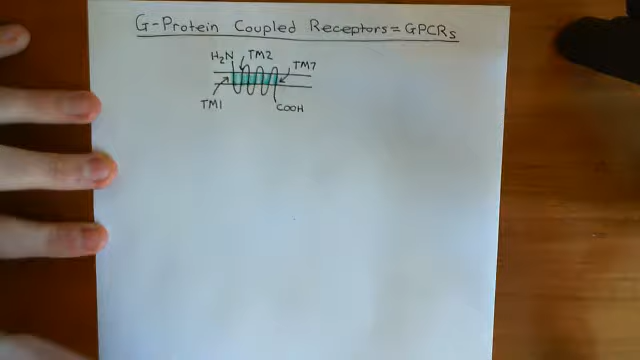 G-Protein Coupled Receptors = GPCRs
H2N TM2
TM7
TM1
COOH